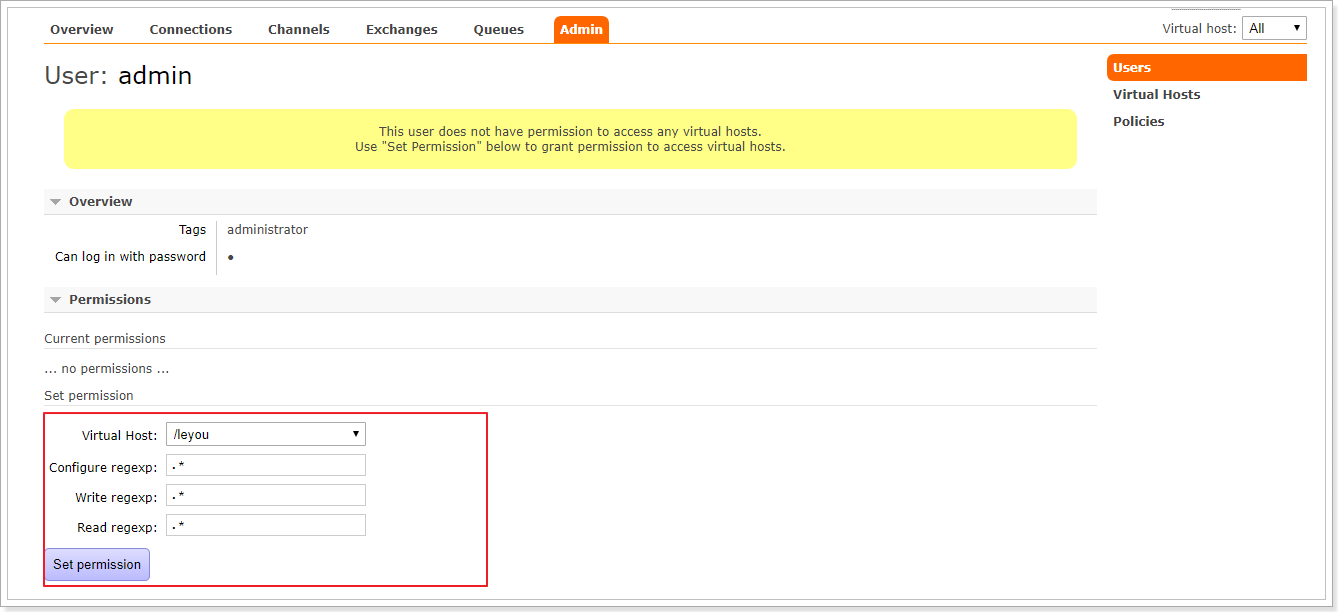 Overview Connections Channels Exchanges Queues Admin Virtual host: All
User: admin
Users
Virtual Hosts
Policies
This user does not have permission to access any virtual hosts.
Use "Set Permission" below to grant permission to access virtual hosts.
Overview
Tags administrator
Can log in with password ●
Permissions
Current permissions
... no permissions ...
Set permission
Virtual Host: /leyou
Configure regexp: .*
Write regexp: .*
Read regexp: .*
Set permission